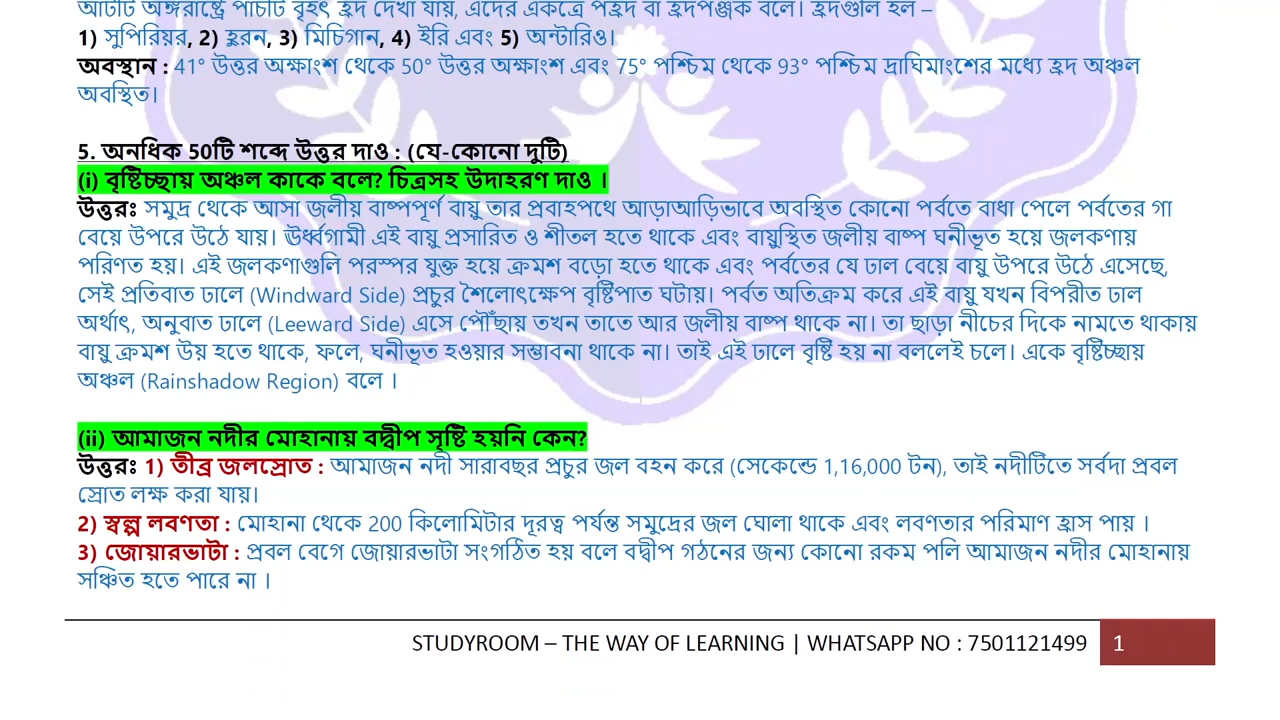 আটটি অঙ্গরাষ্ট্রে পাঁচটি বৃহৎ হ্রদ দেখা যায়, এদের একত্রে পঞ্চহ্রদ বা হ্রদপঞ্জক বলে। হ্রদগুলি হল –
1) সুপিরিয়র, 2) হুরন, 3) মিচিগান, 4) ইরি এবং 5) অন্টারিও।
অবস্থান : 41° উত্তর অক্ষাংশ থেকে 50° উত্তর অক্ষাংশ এবং 75° পশ্চিম থেকে 93° পশ্চিম দ্রাঘিমাংশের মধ্যে হ্রদ অঞ্চল
অবস্থিত।
5. অনধিক 50টি শব্দে উত্তর দাও : (যে-কোনো দুটি)
(i) বৃষ্টিচ্ছায় অঞ্চল কাকে বলে? চিত্রসহ উদাহরণ দাও ।
উত্তরঃ সমুদ্র থেকে আসা জলীয় বাষ্পপূর্ণ বায়ু তার প্রবাহপথে আড়াআড়িভাবে অবস্থিত কোনো পর্বতে বাধা পেলে পর্বতের গা
বেয়ে উপরে উঠে যায়। ঊর্ধ্বগামী এই বায়ু প্রসারিত ও শীতল হতে থাকে এবং বায়ুস্থিত জলীয় বাষ্প ঘনীভূত হয়ে জলকণায়
পরিণত হয়। এই জলকণাগুলি পরস্পর যুক্ত হয়ে ক্রমশ বড়ো হতে থাকে এবং পর্বতের যে ঢাল বেয়ে বায়ু উপরে উঠে এসেছে,
সেই প্রতিবাত ঢালে (Windward Side) প্রচুর শৈলোৎক্ষেপ বৃষ্টিপাত ঘটায়। পর্বত অতিক্রম করে এই বায়ু যখন বিপরীত ঢাল
অর্থাৎ, অনুবাত ঢালে (Leeward Side) এসে পৌঁছায় তখন তাতে আর জলীয় বাষ্প থাকে না। তা ছাড়া নীচের দিকে নামতে থাকায়
বায়ু ক্রমশ উয় হতে থাকে, ফলে, ঘনীভূত হওয়ার সম্ভাবনা থাকে না। তাই এই ঢালে বৃষ্টি হয় না বললেই চলে। একে বৃষ্টিচ্ছায়
অঞ্চল (Rainshadow Region) বলে ।
(ii) আমাজন নদীর মোহানায় বদ্বীপ সৃষ্টি হয়নি কেন?
উত্তরঃ 1) তীব্র জলস্রোত : আমাজন নদী সারাবছর প্রচুর জল বহন করে (সেকেন্ডে 1,16,000 টন), তাই নদীটিতে সর্বদা প্রবল
স্রোত লক্ষ করা যায়।
2) স্বল্প লবণতা : মোহানা থেকে 200 কিলোমিটার দূরত্ব পর্যন্ত সমুদ্রের জল ঘোলা থাকে এবং লবণতার পরিমাণ হ্রাস পায় ।
3) জোয়ারভাটা : প্রবল বেগে জোয়ারভাটা সংগঠিত হয় বলে বদ্বীপ গঠনের জন্য কোনো রকম পলি আমাজন নদীর মোহানায়
সঞ্চিত হতে পারে না ।
STUDYROOM – THE WAY OF LEARNING | WHATSAPP NO : 7501121499 1